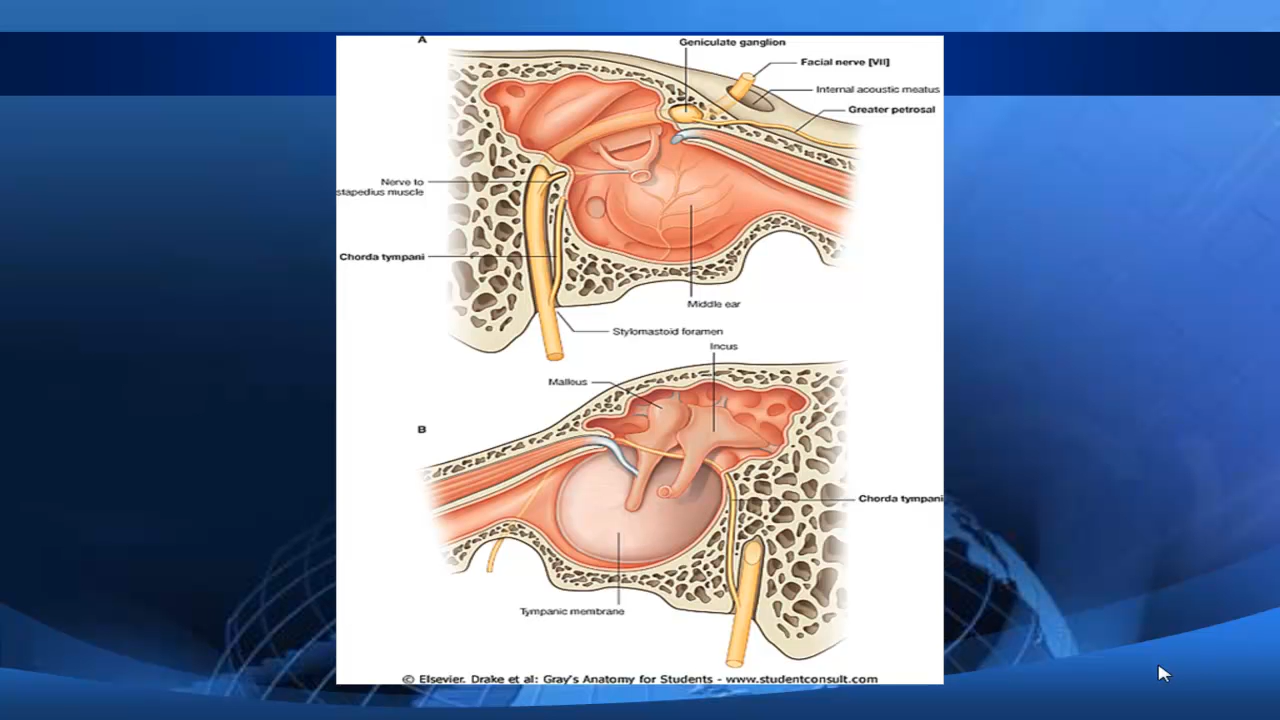 A
Geniculate ganglion
Facial nerve [VII]
Internal acoustic meatus
Greater petrosal
Nerve to
stapedius muscle
Chorda tympani
Middle ear
Stylomastoid foramen
Incus
Malleus
B
Chorda tympani
Tympanic membrane
© Elsevier. Drake et al: Gray's Anatomy for Students - www.studentconsult.com